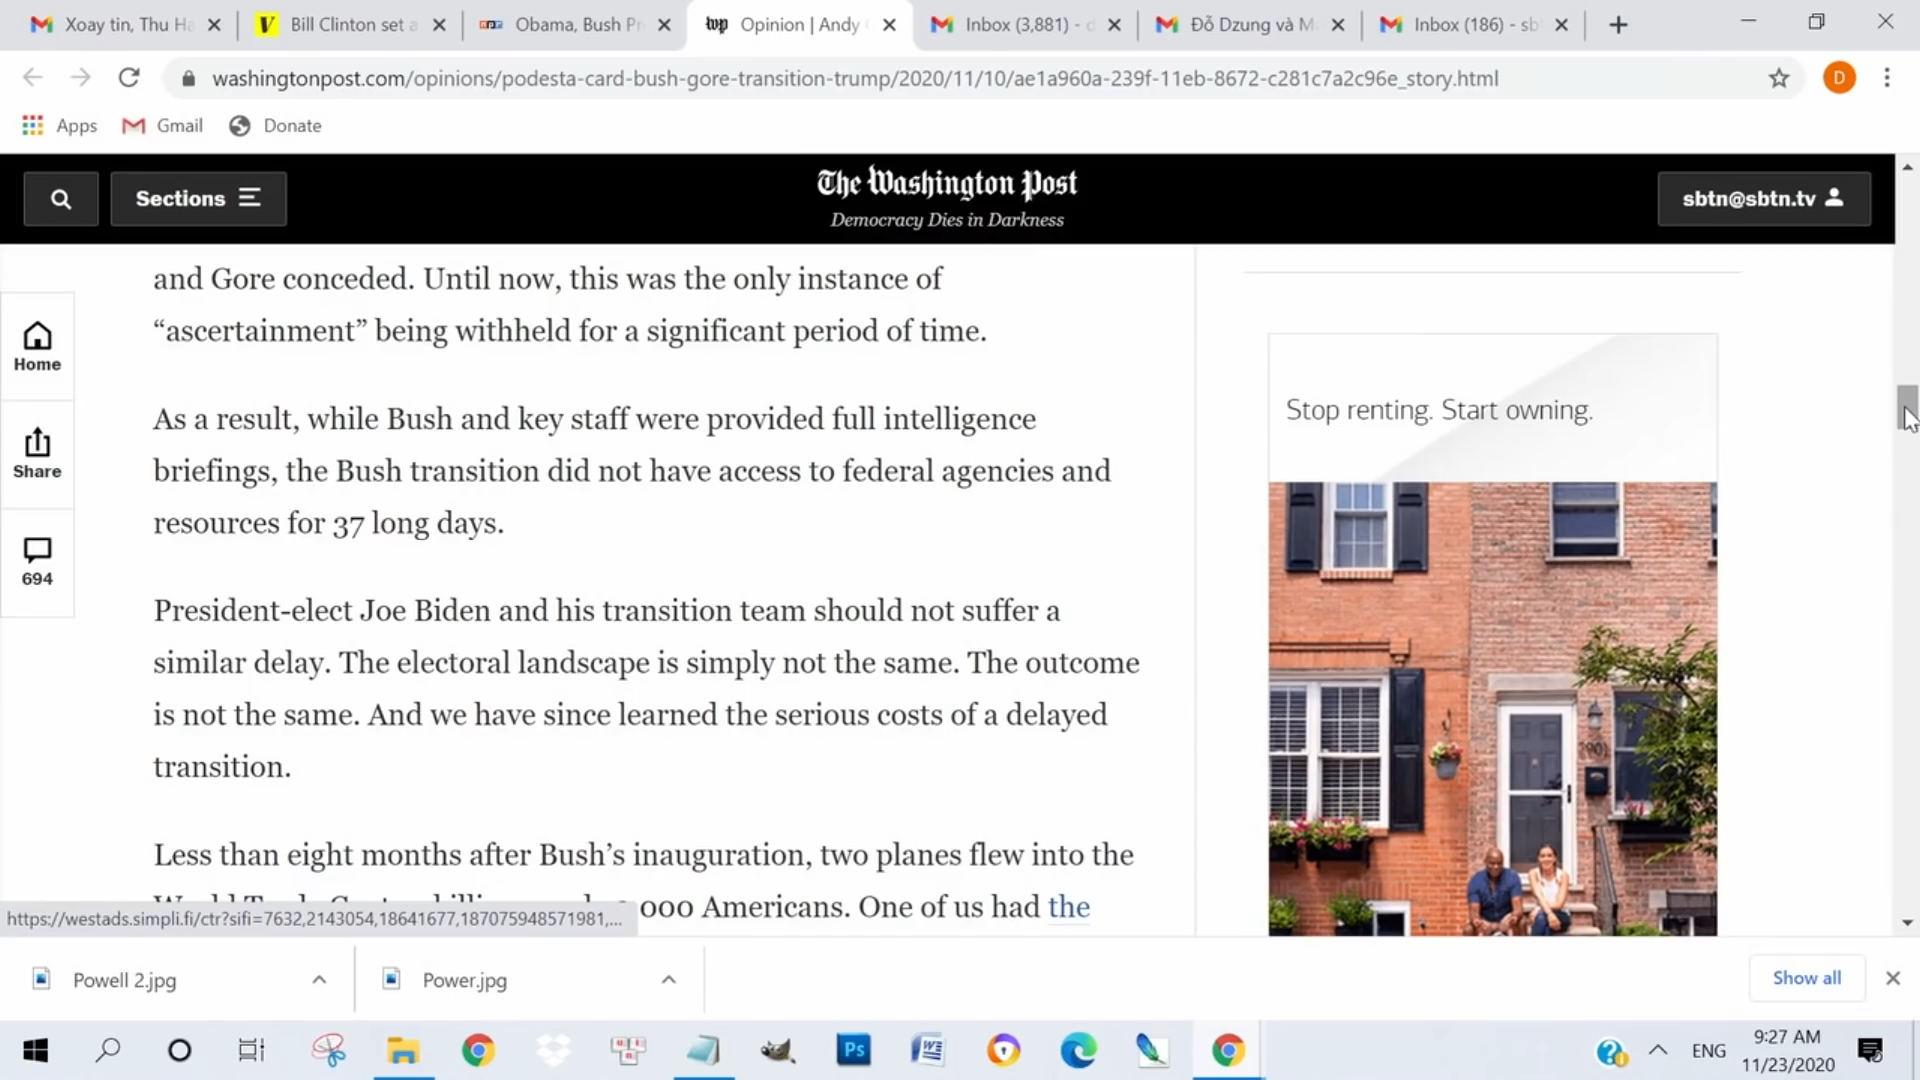 Xoay tin, Thu Ha
Bill Clinton set a
Obama, Bush Pr
wp
Opinion | Andy
Inbox (3,881) - d
Đỗ Dzung và M
Inbox (186) - sb
washingtonpost.com/opinions/podesta-card-bush-gore-transition-trump/2020/11/10/ae1a960a-239f-11eb-8672-c281c7a2c96e_story.html
D
Apps
Gmail
Donate
Sections
The Washington Post
Democracy Dies in Darkness
sbtn@sbtn.tv
Home
Share
694
and Gore conceded. Until now, this was the only instance of
“ascertainment” being withheld for a significant period of time.
As a result, while Bush and key staff were provided full intelligence
briefings, the Bush transition did not have access to federal agencies and
resources for 37 long days.
President-elect Joe Biden and his transition team should not suffer a
similar delay. The electoral landscape is simply not the same. The outcome
is not the same. And we have since learned the serious costs of a delayed
transition.
Less than eight months after Bush’s inauguration, two planes flew into the
000 Americans. One of us had the
Stop renting. Start owning.
https://westads.simpli.fi/ctr?sifi=7632,2143054,18641677,187075948571981,...
Powell 2.jpg
Power.jpg
Show all
Ps
ENG
9:27 AM
11/23/2020